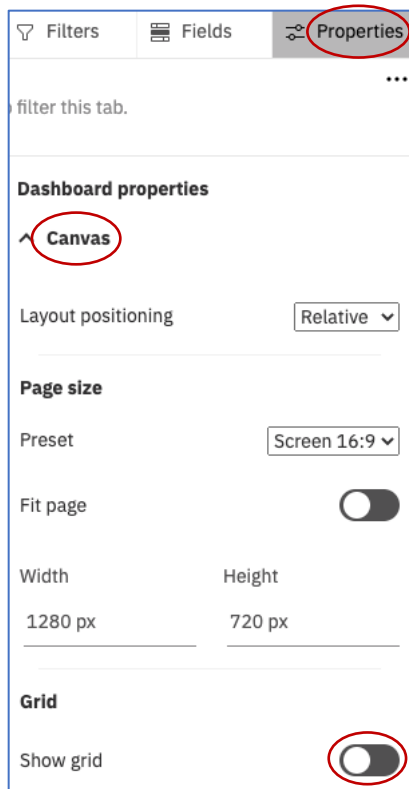 Filters Fields Properties
filter this tab.
Dashboard properties
Canvas
Layout positioning Relative
Page size
Preset Screen 16:9
Fit page
Width Height
1280 px 720 px
Grid
Show grid